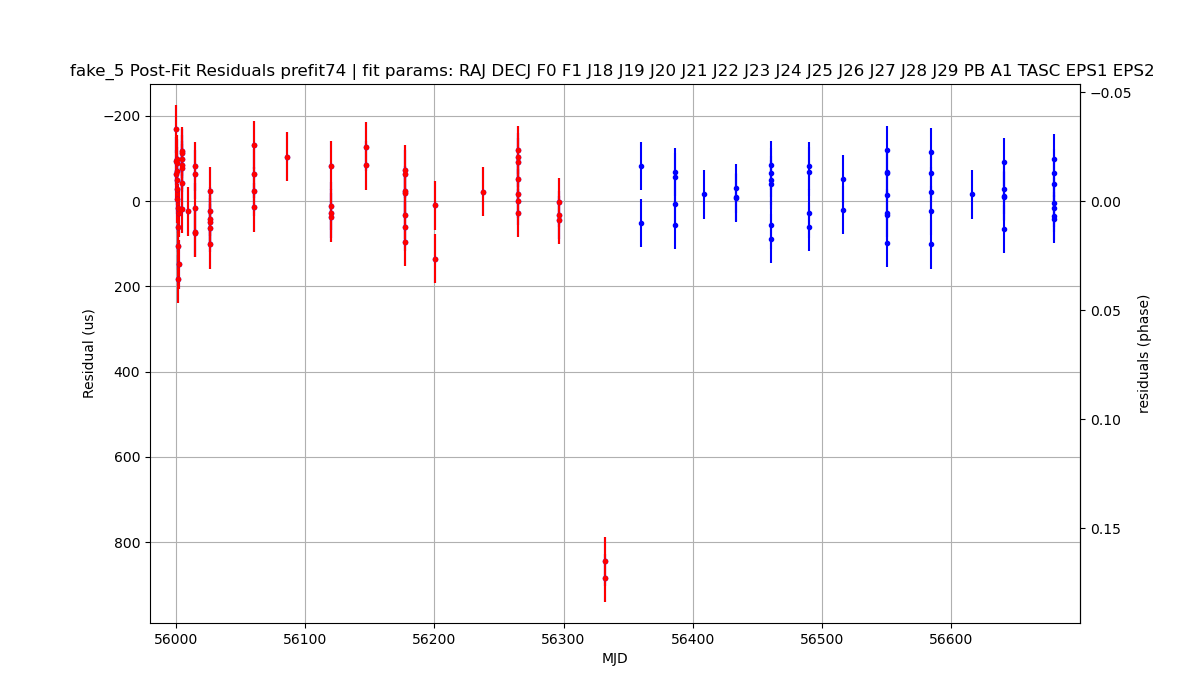 fake_5 Post-Fit Residuals prefit74 | fit params: RAJ DECJ F0 F1 J18 J19 J20 J21 J22 J23 J24 J25 J26 J27 J28 J29 PB A1 TASC EPS1 EPS2
−200
0
200
400
600
800
Residual (us)
−0.05
0.00
0.05
0.10
0.15
residuals (phase)
56000 56100 56200 56300 56400 56500 56600
MJD